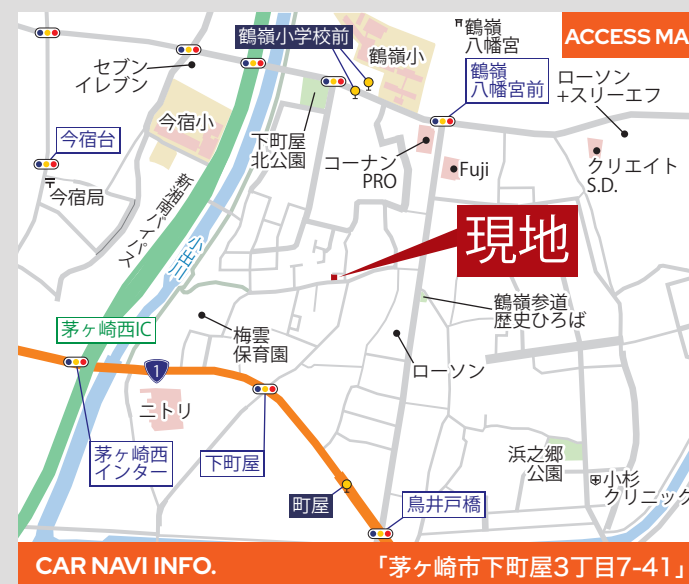 ACCESS MA
鶴嶺小学校前
鶴嶺小
鶴嶺
八幡宮
セブン
イレブン
鶴嶺
八幡宮前
ローソン
+スリーエフ
今宿小
今宿台
下町屋
北公園
コーナン
PRO
Fuji
クリエイト
S.D.
今宿局
新湘南バイパス
小出川
現地
鶴嶺参道
歴史ひろば
茅ヶ崎西IC
梅雲
保育園
1
ローソン
ニトリ
茅ヶ崎西
インター
下町屋
浜之郷
公園
小杉
クリニック
町屋
鳥井戸橋
CAR NAVI INFO.
「茅ヶ崎市下町屋3丁目7-41」